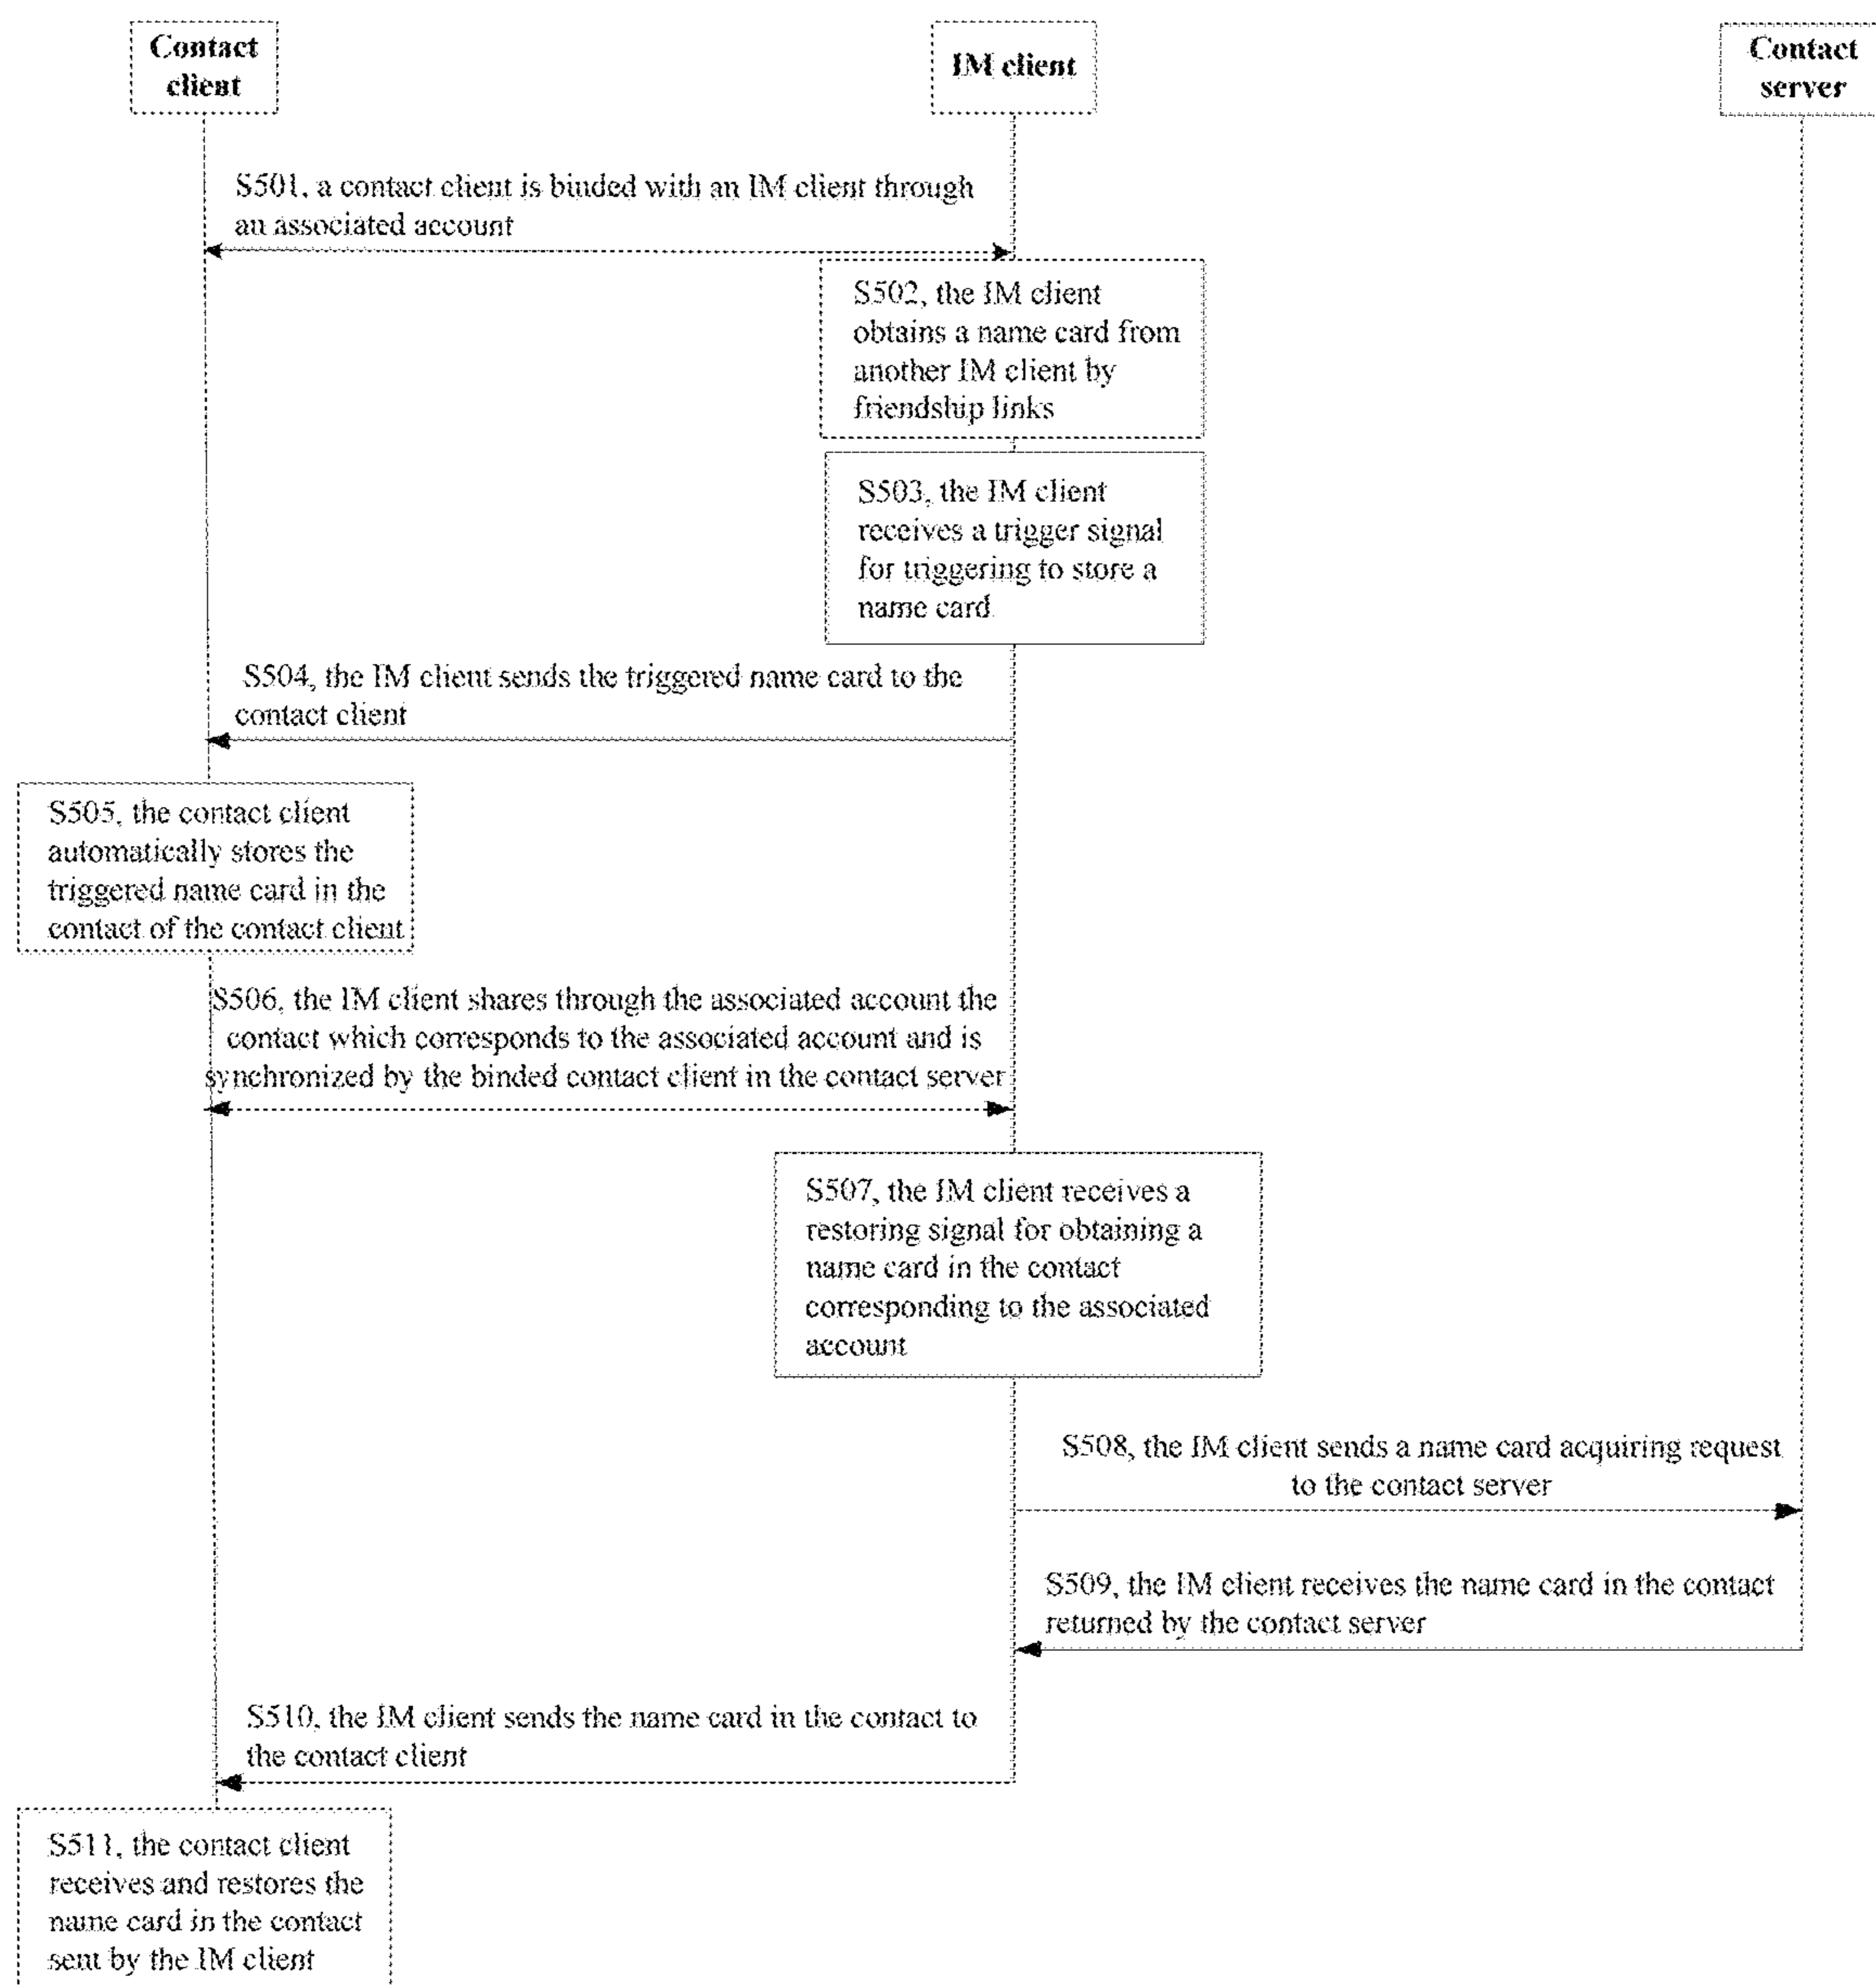 Contact
client
IM client
Contact
server
S501, a contact client is binded with an IM client through
an associated account
S502, the IM client
obtains a name card from
another IM client by
friendship links
S503, the IM client
receives a trigger signal
for triggering to store a
name card
S504, the IM client sends the triggered name card to the
contact client
S505, the contact client
automatically stores the
triggered name card in the
contact of the contact client
S506, the IM client shares through the associated account the
contact which corresponds to the associated account and is
synchronized by the binded contact client in the contact server
S507, the IM client receives a
restoring signal for obtaining a
name card in the contact
corresponding to the associated
account
S508, the IM client sends a name card acquiring request
to the contact server
S509, the IM client receives the name card in the contact
returned by the contact server
S510, the IM client sends the name card in the contact to
the contact client
S511, the contact client
receives and restores the
name card in the contact
sent by the IM client